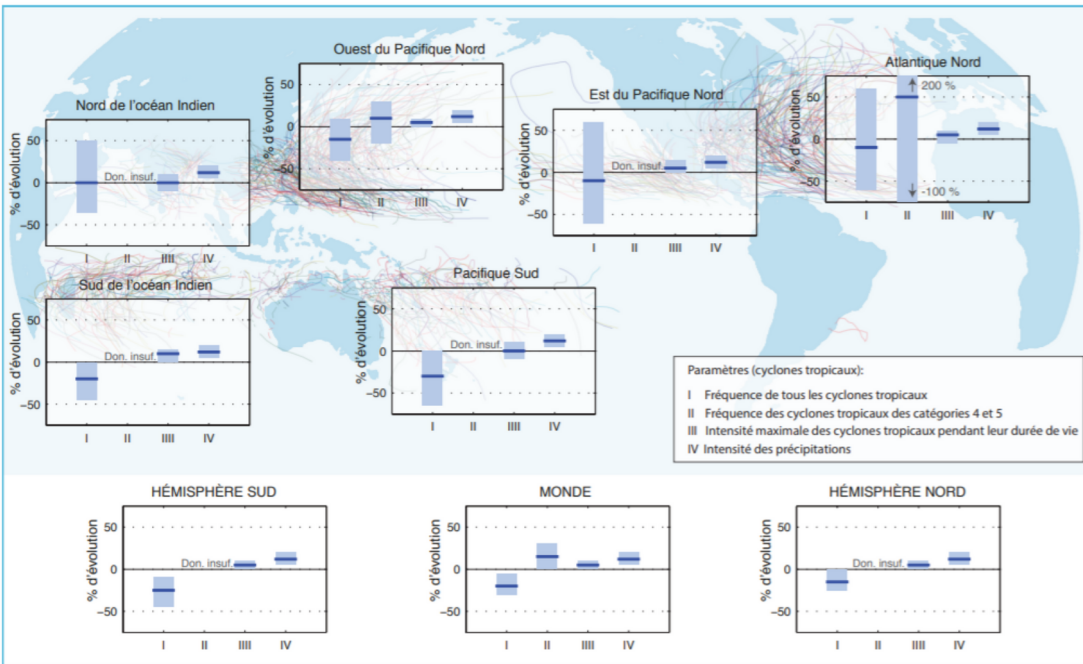 Ouest du Pacifique Nord
% d'évolution
50
0
−50
I II IIII IV
Atlantique Nord
% d'évolution
50
0
−50
200 %
-100 %
I II IIII IV
Nord de l'océan Indien
% d'évolution
50
0
−50
Don. insuf.
I II IIII IV
Est du Pacifique Nord
% d'évolution
50
0
−50
Don. insuf.
I II IIII IV
Sud de l'océan Indien
% d'évolution
50
0
−50
Don. insuf.
I II IIII IV
Pacifique Sud
% d'évolution
50
0
−50
Don. insuf.
I II IIII IV
Paramètres (cyclones tropicaux):
I Fréquence de tous les cyclones tropicaux
II Fréquence des cyclones tropicaux des catégories 4 et 5
III Intensité maximale des cyclones tropicaux pendant leur durée de vie
IV Intensité des précipitations
HÉMISPHÈRE SUD
% d'évolution
50
0
−50
Don. insuf.
I II IIII IV
MONDE
% d'évolution
50
0
−50
I II IIII IV
HÉMISPHÈRE NORD
% d'évolution
50
0
−50
Don. insuf.
I II IIII IV